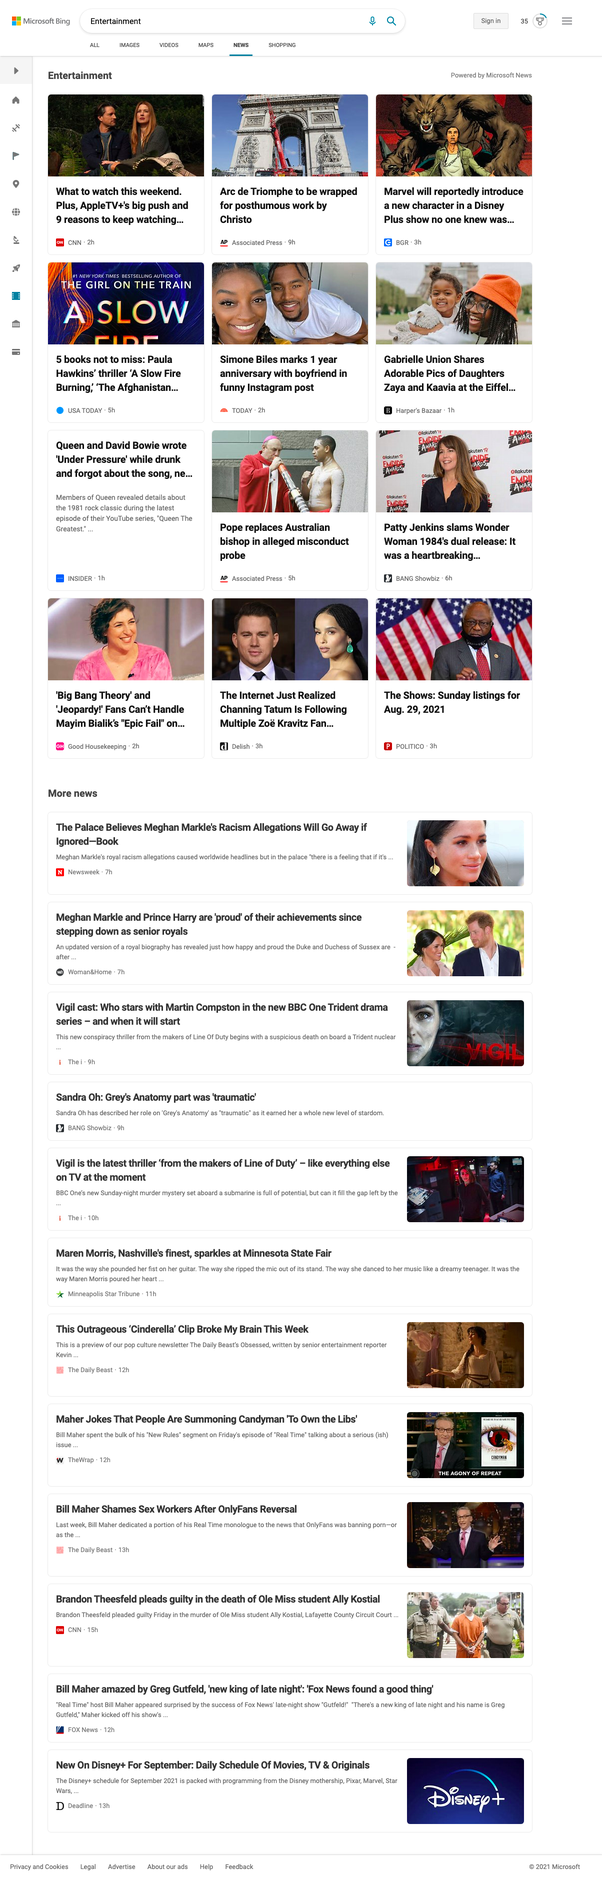 Microsoft Bing
Entertainment
Sign in
35
ALL
IMAGES
VIDEOS
MAPS
NEWS
SHOPPING
Entertainment
Powered by Microsoft News
What to watch this weekend.
Plus, AppleTV+'s big push and
9 reasons to keep watching...
CNN · 2h
Arc de Triomphe to be wrapped
for posthumous work by
Christo
AP Associated Press · 9h
Marvel will reportedly introduce
a new character in a Disney
Plus show no one knew was...
BGR · 3h
#1 NEW YORK TIMES BESTSELLING AUTHOR OF
THE GIRL ON THE TRAIN
A SLOW
FIRE
5 books not to miss: Paula
Hawkins' thriller 'A Slow Fire
Burning,' 'The Afghanistan...
USA TODAY · 5h
Simone Biles marks 1 year
anniversary with boyfriend in
funny Instagram post
TODAY · 2h
Gabrielle Union Shares
Adorable Pics of Daughters
Zaya and Kaavia at the Eiffel...
Harper's Bazaar · 1h
Queen and David Bowie wrote
'Under Pressure' while drunk
and forgot about the song, ne...
Members of Queen revealed details about
the 1981 rock classic during the latest
episode of their YouTube series, "Queen The
Greatest." ...
INSIDER · 1h
Pope replaces Australian
bishop in alleged misconduct
probe
AP Associated Press · 5h
Patty Jenkins slams Wonder
Woman 1984's dual release: It
was a heartbreaking...
BANG Showbiz · 6h
'Big Bang Theory' and
'Jeopardy!' Fans Can't Handle
Mayim Bialik's "Epic Fail" on...
Good Housekeeping · 2h
The Internet Just Realized
Channing Tatum Is Following
Multiple Zoë Kravitz Fan...
Delish · 3h
The Shows: Sunday listings for
Aug. 29, 2021
POLITICO · 3h
More news
The Palace Believes Meghan Markle's Racism Allegations Will Go Away if
Ignored—Book
Meghan Markle's royal racism allegations caused worldwide headlines but in the palace "there is a feeling that if it's ...
Newsweek · 7h
Meghan Markle and Prince Harry are 'proud' of their achievements since
stepping down as senior royals
An updated version of a royal biography has revealed just how happy and proud the Duke and Duchess of Sussex are -
after ...
Woman&Home · 7h
Vigil cast: Who stars with Martin Compston in the new BBC One Trident drama
series – and when it will start
This new conspiracy thriller from the makers of Line Of Duty begins with a suspicious death on board a Trident nuclear
...
The i · 9h
VIGIL
Sandra Oh: Grey's Anatomy part was 'traumatic'
Sandra Oh has described her role on 'Grey's Anatomy' as "traumatic" as it earned her a whole new level of stardom.
BANG Showbiz · 9h
Vigil is the latest thriller 'from the makers of Line of Duty' – like everything else
on TV at the moment
BBC One's new Sunday-night murder mystery set aboard a submarine is full of potential, but can it fill the gap left by the
...
The i · 10h
Maren Morris, Nashville's finest, sparkles at Minnesota State Fair
It was the way she pounded her fist on her guitar. The way she ripped the mic out of its stand. The way she danced to her music like a dreamy teenager. It was the
way Maren Morris poured her heart ...
Minneapolis Star Tribune · 11h
This Outrageous 'Cinderella' Clip Broke My Brain This Week
This is a preview of our pop culture newsletter The Daily Beast's Obsessed, written by senior entertainment reporter
Kevin ...
The Daily Beast · 12h
Maher Jokes That People Are Summoning Candyman 'To Own the Libs'
Bill Maher spent the bulk of his "New Rules" segment on Friday's episode of "Real Time" talking about a serious (ish)
issue ...
TheWrap · 12h
CANDYMAN
THE AGONY OF REPEAT
Bill Maher Shames Sex Workers After OnlyFans Reversal
Last week, Bill Maher dedicated a portion of his Real Time monologue to the news that OnlyFans was banning porn—or
as the ...
The Daily Beast · 13h
Brandon Theesfeld pleads guilty in the death of Ole Miss student Ally Kostial
Brandon Theesfeld pleaded guilty Friday in the murder of Ole Miss student Ally Kostial, Lafayette County Circuit Court ...
CNN · 15h
Bill Maher amazed by Greg Gutfeld, 'new king of late night': 'Fox News found a good thing'
"Real Time" host Bill Maher appeared surprised by the success of Fox News' late-night show "Gutfeld!" "There's a new king of late night and his name is Greg
Gutfeld," Maher kicked off his show's ...
FOX News · 12h
New On Disney+ For September: Daily Schedule Of Movies, TV & Originals
The Disney+ schedule for September 2021 is packed with programming from the Disney mothership, Pixar, Marvel, Star
Wars, ...
Deadline · 13h
Disney+
Privacy and Cookies
Legal
Advertise
About our ads
Help
Feedback
© 2021 Microsoft